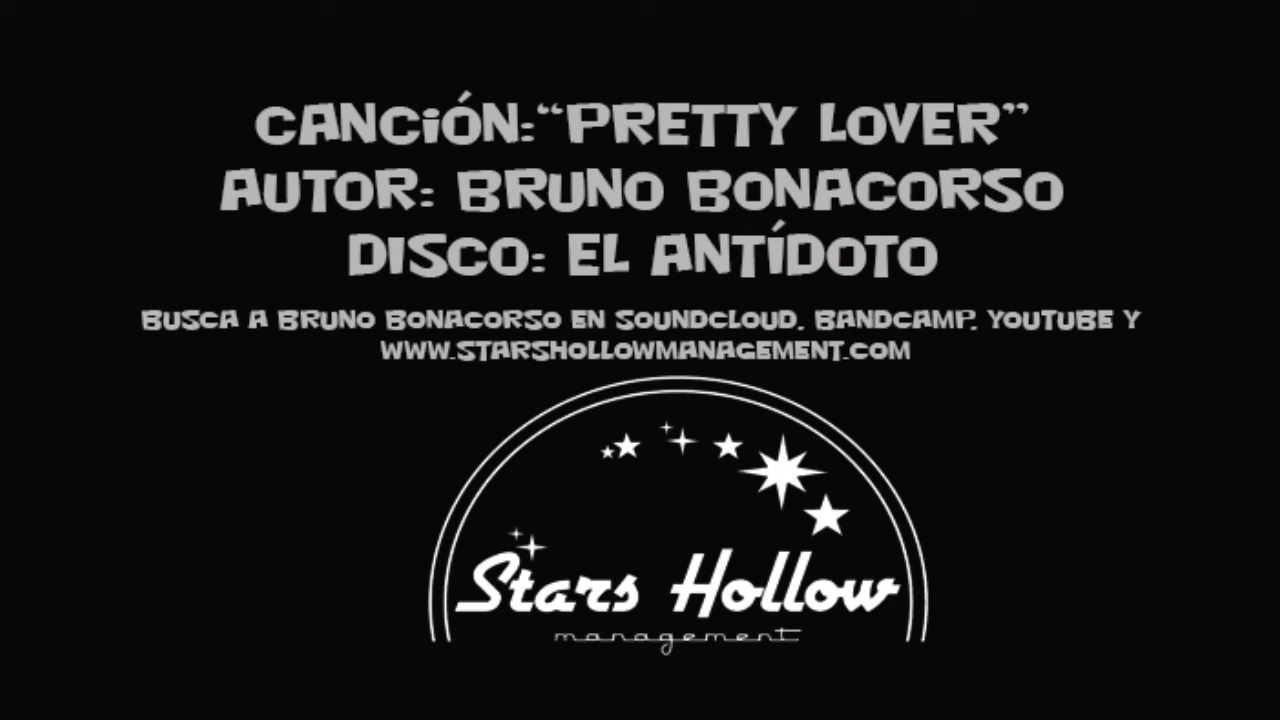 CANCIÓN:“PRETTY LOVER”
AUTOR: BRUNO BONACORSO
DISCO: EL ANTÍDOTO
BUSCA A BRUNO BONACORSO EN SOUNDCLOUD, BANDCAMP, YOUTUBE Y
WWW.STARSHOLLOWMANAGEMENT.COM
Stars Hollow
management